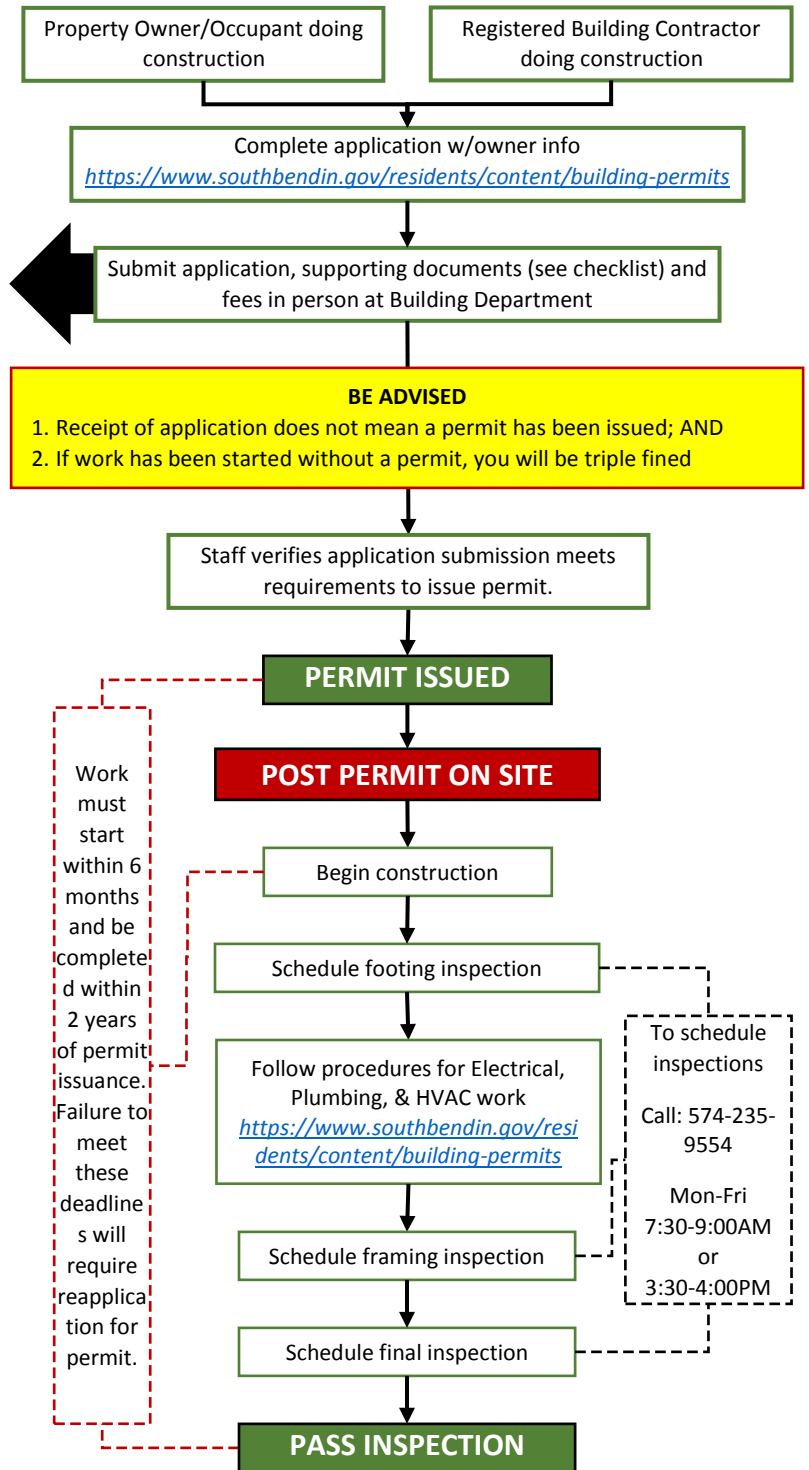 Property Owner/Occupant doing
construction
Registered Building Contractor
doing construction
Complete application w/owner info
https://www.southbendin.gov/residents/content/building-permits
Submit application, supporting documents (see checklist) and
fees in person at Building Department
BE ADVISED
1. Receipt of application does not mean a permit has been issued; AND
2. If work has been started without a permit, you will be triple fined
Staff verifies application submission meets
requirements to issue permit.
PERMIT ISSUED
POST PERMIT ON SITE
Work
must
start
within 6
months
and be
complete
d within
2 years
of permit
issuance.
Failure to
meet
these
deadline
s will
require
reapplica
tion for
permit.
Begin construction
Schedule footing inspection
Follow procedures for Electrical,
Plumbing, & HVAC work
https://www.southbendin.gov/resi
dents/content/building-permits
To schedule
inspections
Call: 574-235-
9554
Mon-Fri
7:30-9:00AM
or
3:30-4:00PM
Schedule framing inspection
Schedule final inspection
PASS INSPECTION